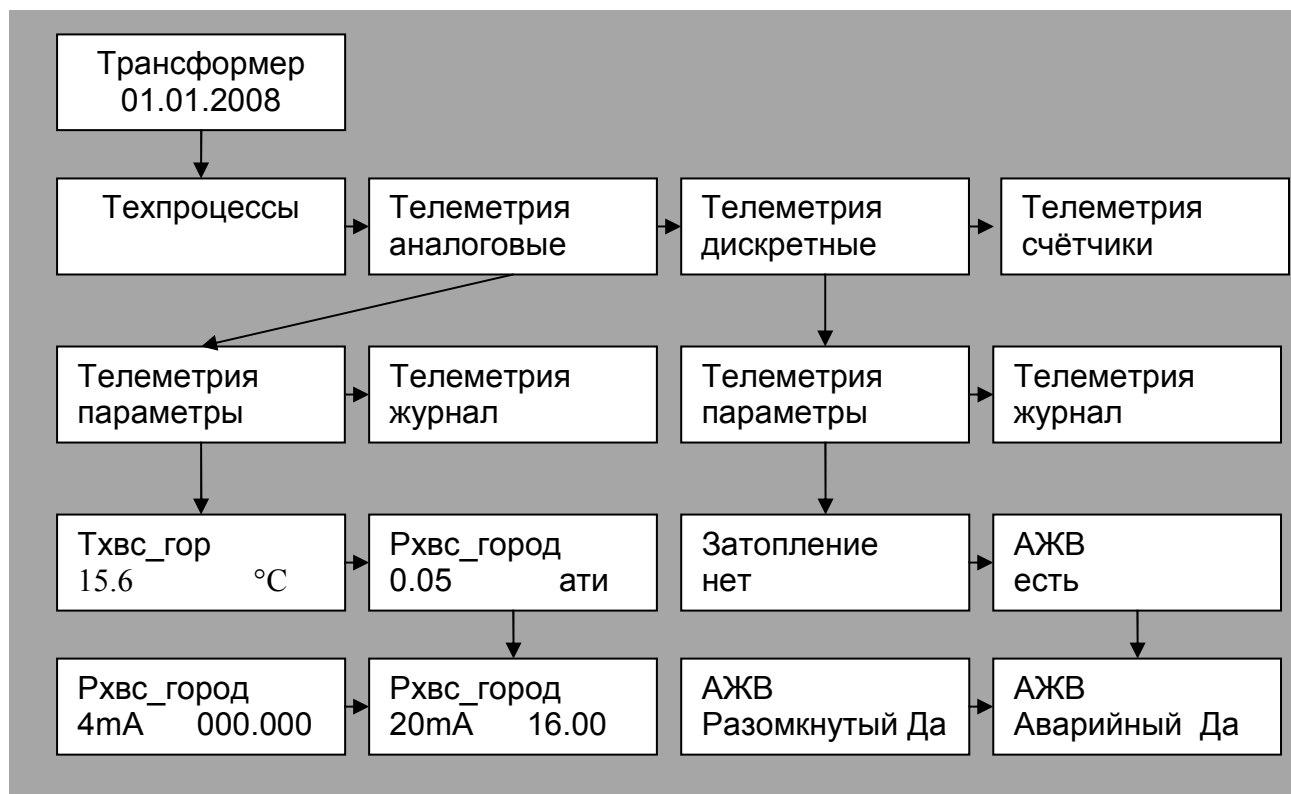 Трансформер
01.01.2008
Техпроцессы
Телеметрия
аналоговые
Телеметрия
дискретные
Телеметрия
счётчики
Телеметрия
параметры
Телеметрия
журнал
Телеметрия
параметры
Телеметрия
журнал
Тхвс_гор
15.6 °C
Рхвс_город
0.05 ати
Затопление
нет
АЖВ
есть
Рхвс_город
4mA 000.000
Рхвс_город
20mA 16.00
АЖВ
Разомкнутый Да
АЖВ
Аварийный Да